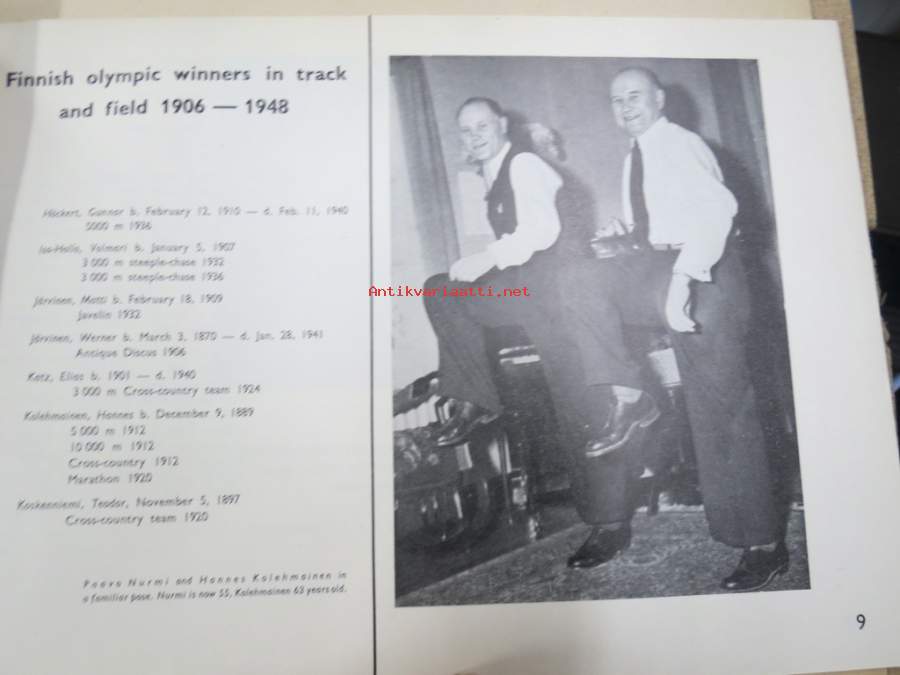 Finnish olympic winners in track
and field 1906 — 1948
Höckert, Gunnar b. February 12, 1910 — d. Feb. 11, 1940
5000 m 1936
Iso-Hollo, Volmari b. January 5, 1907
3 000 m steeple-chase 1932
3 000 m steeple-chase 1936
Järvinen, Matti b. February 18, 1909
Javelin 1932
Järvinen, Werner b. March 3, 1870 — d. Jan. 28, 1941
Antique Discus 1906
Katz, Elias b. 1901 — d. 1940
3 000 m Cross-country team 1924
Kolehmainen, Hannes b. December 9, 1889
5 000 m 1912
10 000 m 1912
Cross-country 1912
Marathon 1920
Koskenniemi, Teodor, November 5, 1897
Cross-country team 1920
Paavo Nurmi and Hannes Kolehmainen in
a familiar pose. Nurmi is now 55, Kolehmainen 63 years old.
Antikvariaatti.net
9